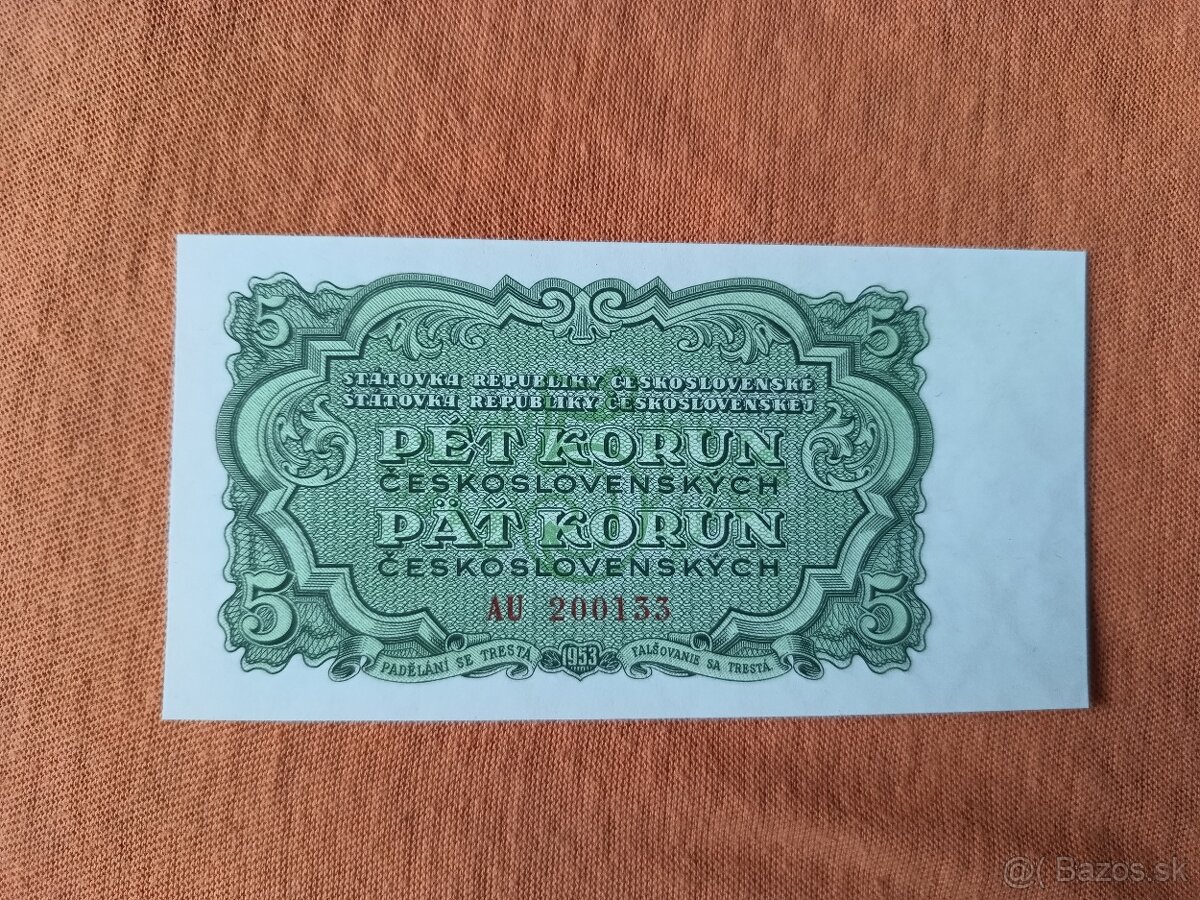 5 5
STÁTOVKA REPUBLIKY ČESKOSLOVENSKÉ
ŠTÁTOVKA REPUBLIKY ČESKOSLOVENSKEJ
PĚT KORUN
ČESKOSLOVENSKÝCH
PÄŤ KORÚN
ČESKOSLOVENSKÝCH
5 AU 200133 5
PADĚLÁNÍ SE TRESTÁ 1953 FALŠOVANIE SA TRESTÁ
@( Bazos.sk